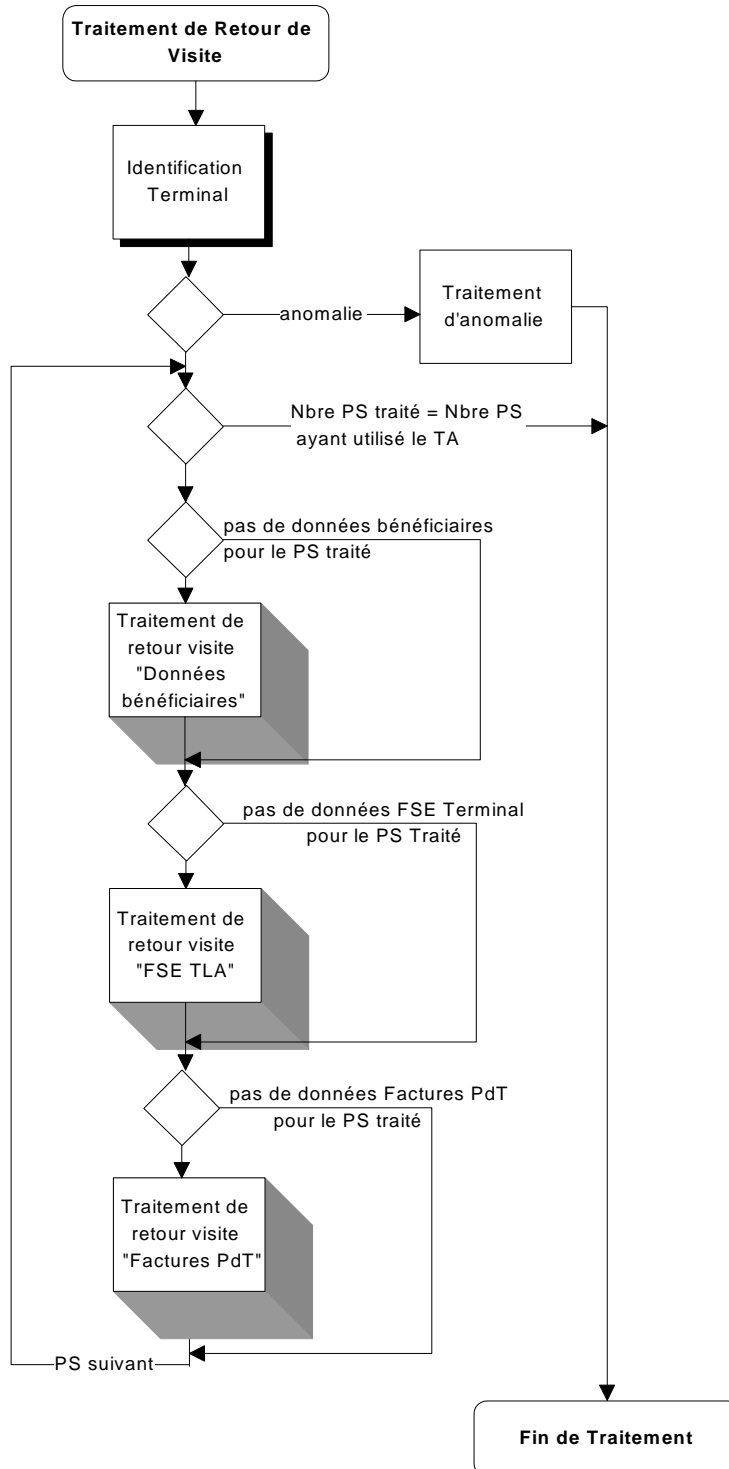 Traitement de Retour de
Visite
Identification
Terminal
anomalie
Traitement
d'anomalie
Nbre PS traité = Nbre PS
ayant utilisé le TA
pas de données bénéficiaires
pour le PS traité
Traitement de
retour visite
"Données
bénéficiaires"
pas de données FSE Terminal
pour le PS Traité
Traitement de
retour visite
"FSE TLA"
pas de données Factures PdT
pour le PS traité
Traitement de
retour visite
"Factures PdT"
PS suivant
Fin de Traitement